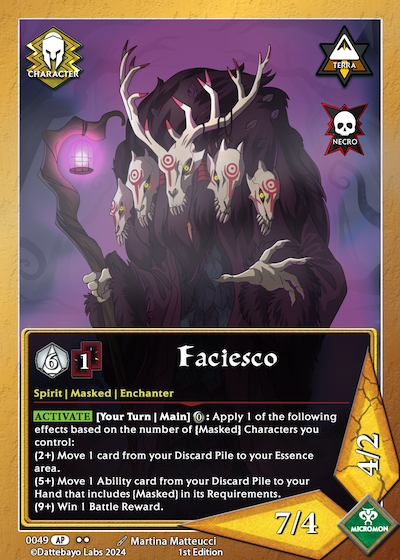 CHARACTER
TERRA
NECRO
6 1 Faciesco
Spirit | Masked | Enchanter
ACTIVATE [Your Turn | Main] 0 : Apply 1 of the following
effects based on the number of [Masked] Characters you
control:
(2+) Move 1 card from your Discard Pile to your Essence
area.
(5+) Move 1 Ability card from your Discard Pile to your
Hand that includes [Masked] in its Requirements.
(9+) Win 1 Battle Reward.
4/2
7/4
MICROMON
0049 AP Martina Matteucci
©Dattebayo Labs 2024 1st Edition